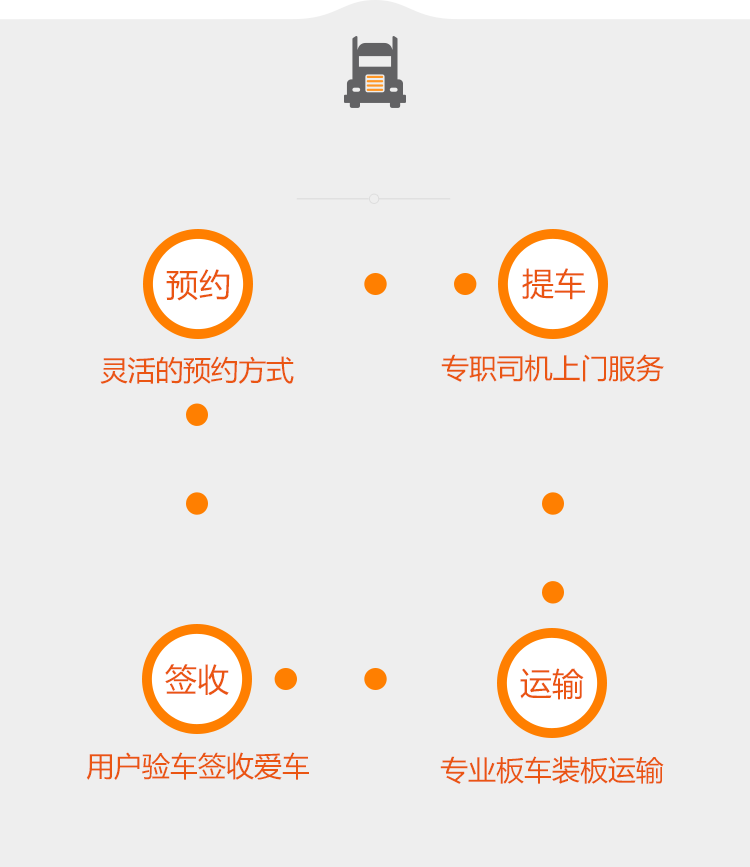 预约
提车
灵活的预约方式
专职司机上门服务
签收
运输
用户验车签收爱车
专业板车装板运输